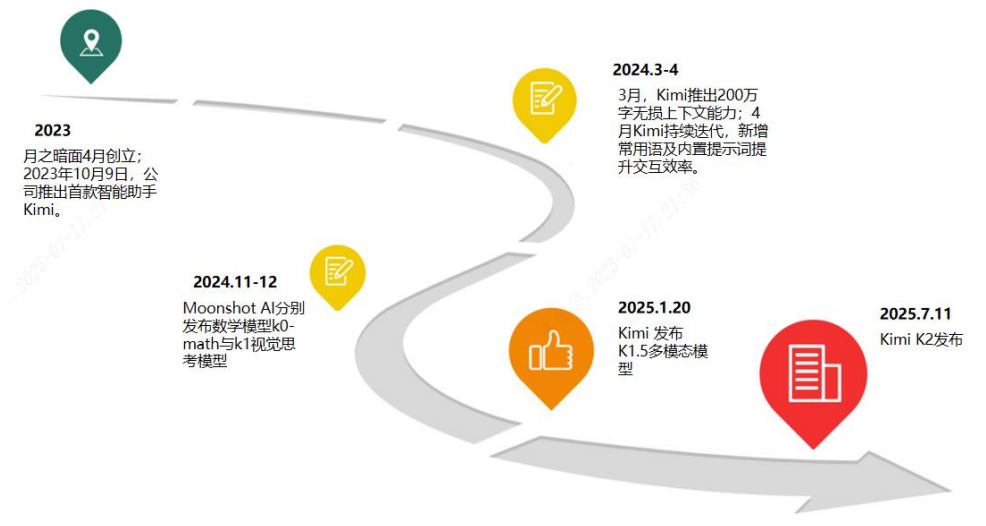 2023
月之暗面4月创立;
2023年10月9日，公
司推出首款智能助手
Kimi。
2024.3-4
3月，Kimi推出200万
字无损上下文能力；4
月Kimi持续迭代，新增
常用语及内置提示词提
升交互效率。
2024.11-12
Moonshot AI分别
发布数学模型k0-
math与k1视觉思
考模型
2025.1.20
Kimi 发布
K1.5多模态模
型
2025.7.11
Kimi K2发布